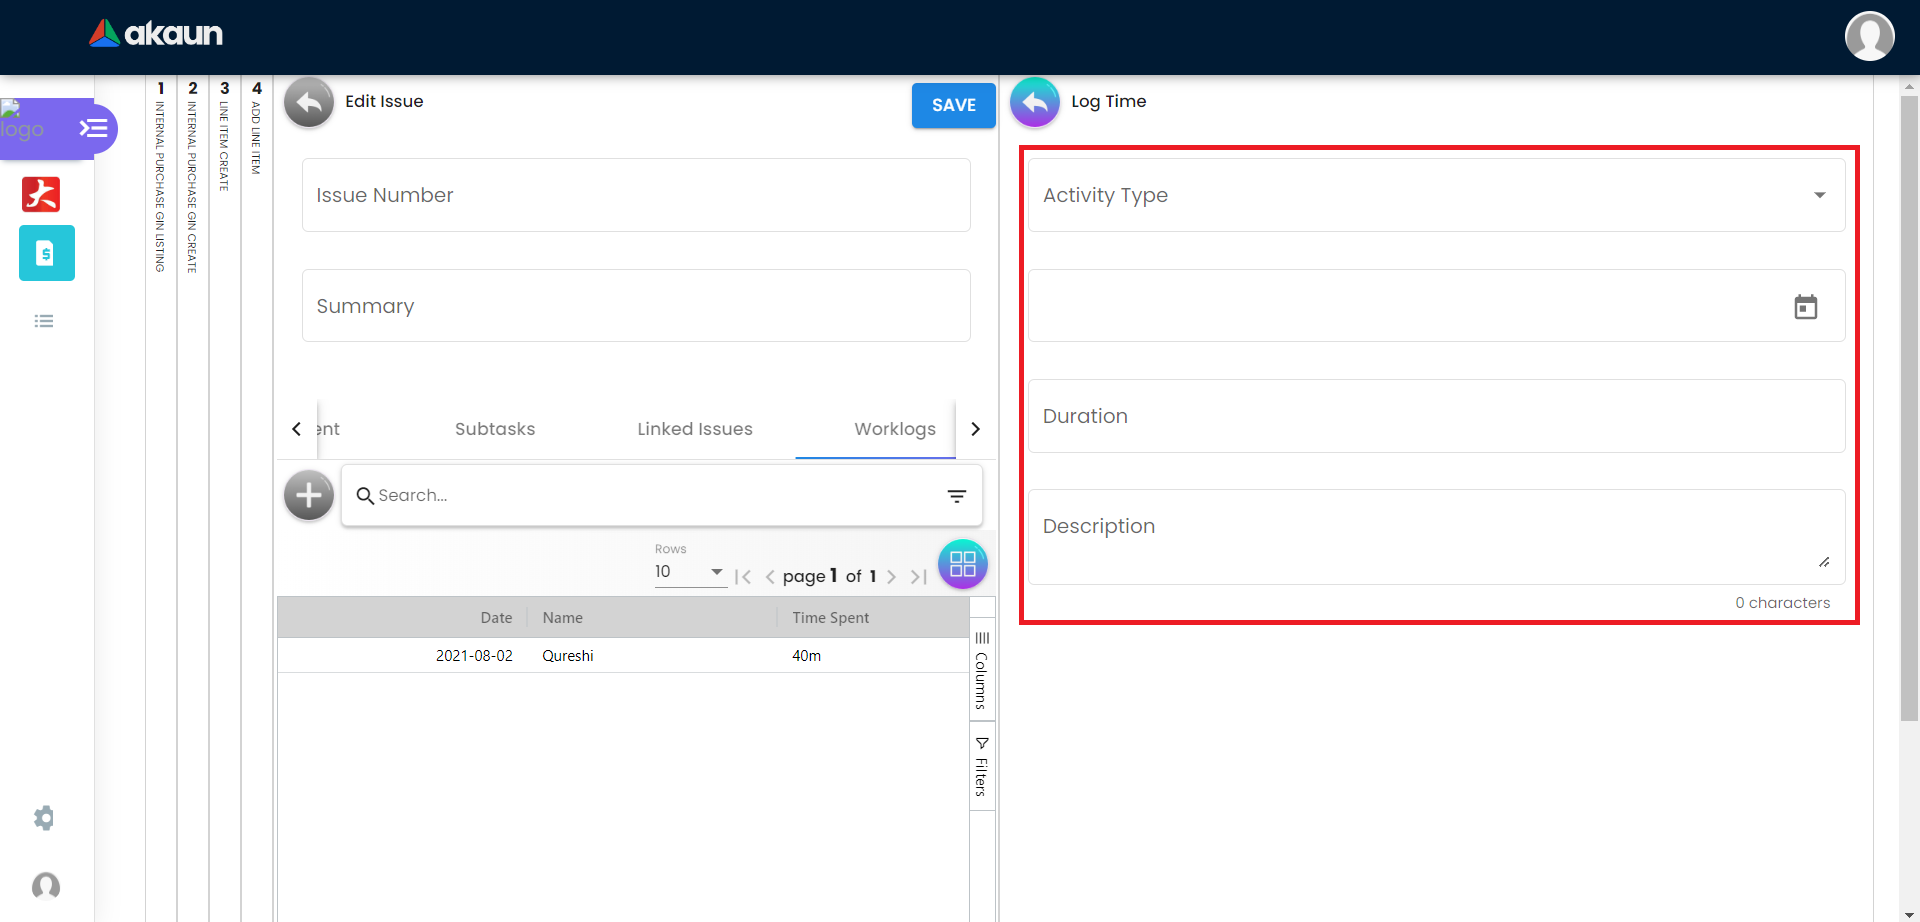 akaun
logo
1 INTERNAL PURCHASE GIN LISTING
2 INTERNAL PURCHASE GIN CREATE
3 LINE ITEM CREATE
4 ADD LINE ITEM
Edit Issue
SAVE
Issue Number
Summary
ent
Subtasks
Linked Issues
Worklogs
Search...
Rows
10
page 1 of 1
Date Name Time Spent
2021-08-02 Qureshi 40m
Columns
Filters
Log Time
Activity Type
Duration
Description
0 characters